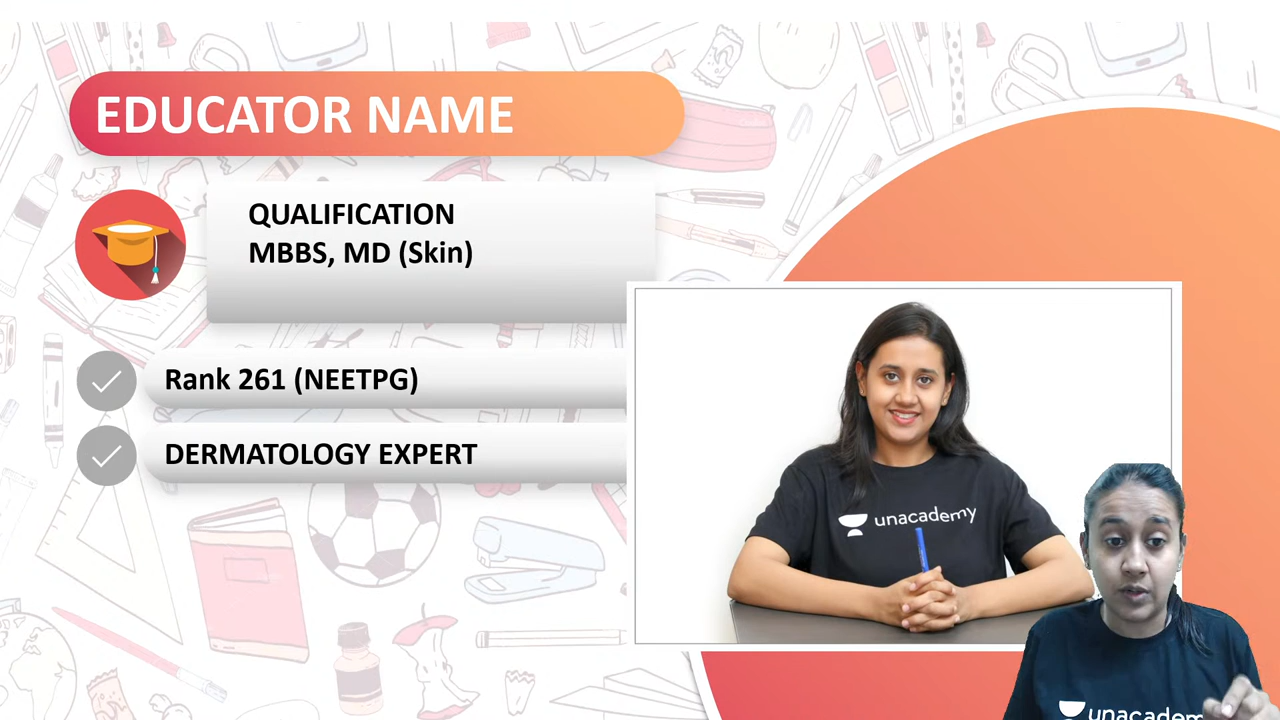 EDUCATOR NAME
QUALIFICATION
MBBS, MD (Skin)
Rank 261 (NEETPG)
DERMATOLOGY EXPERT
unacademy
unacademy